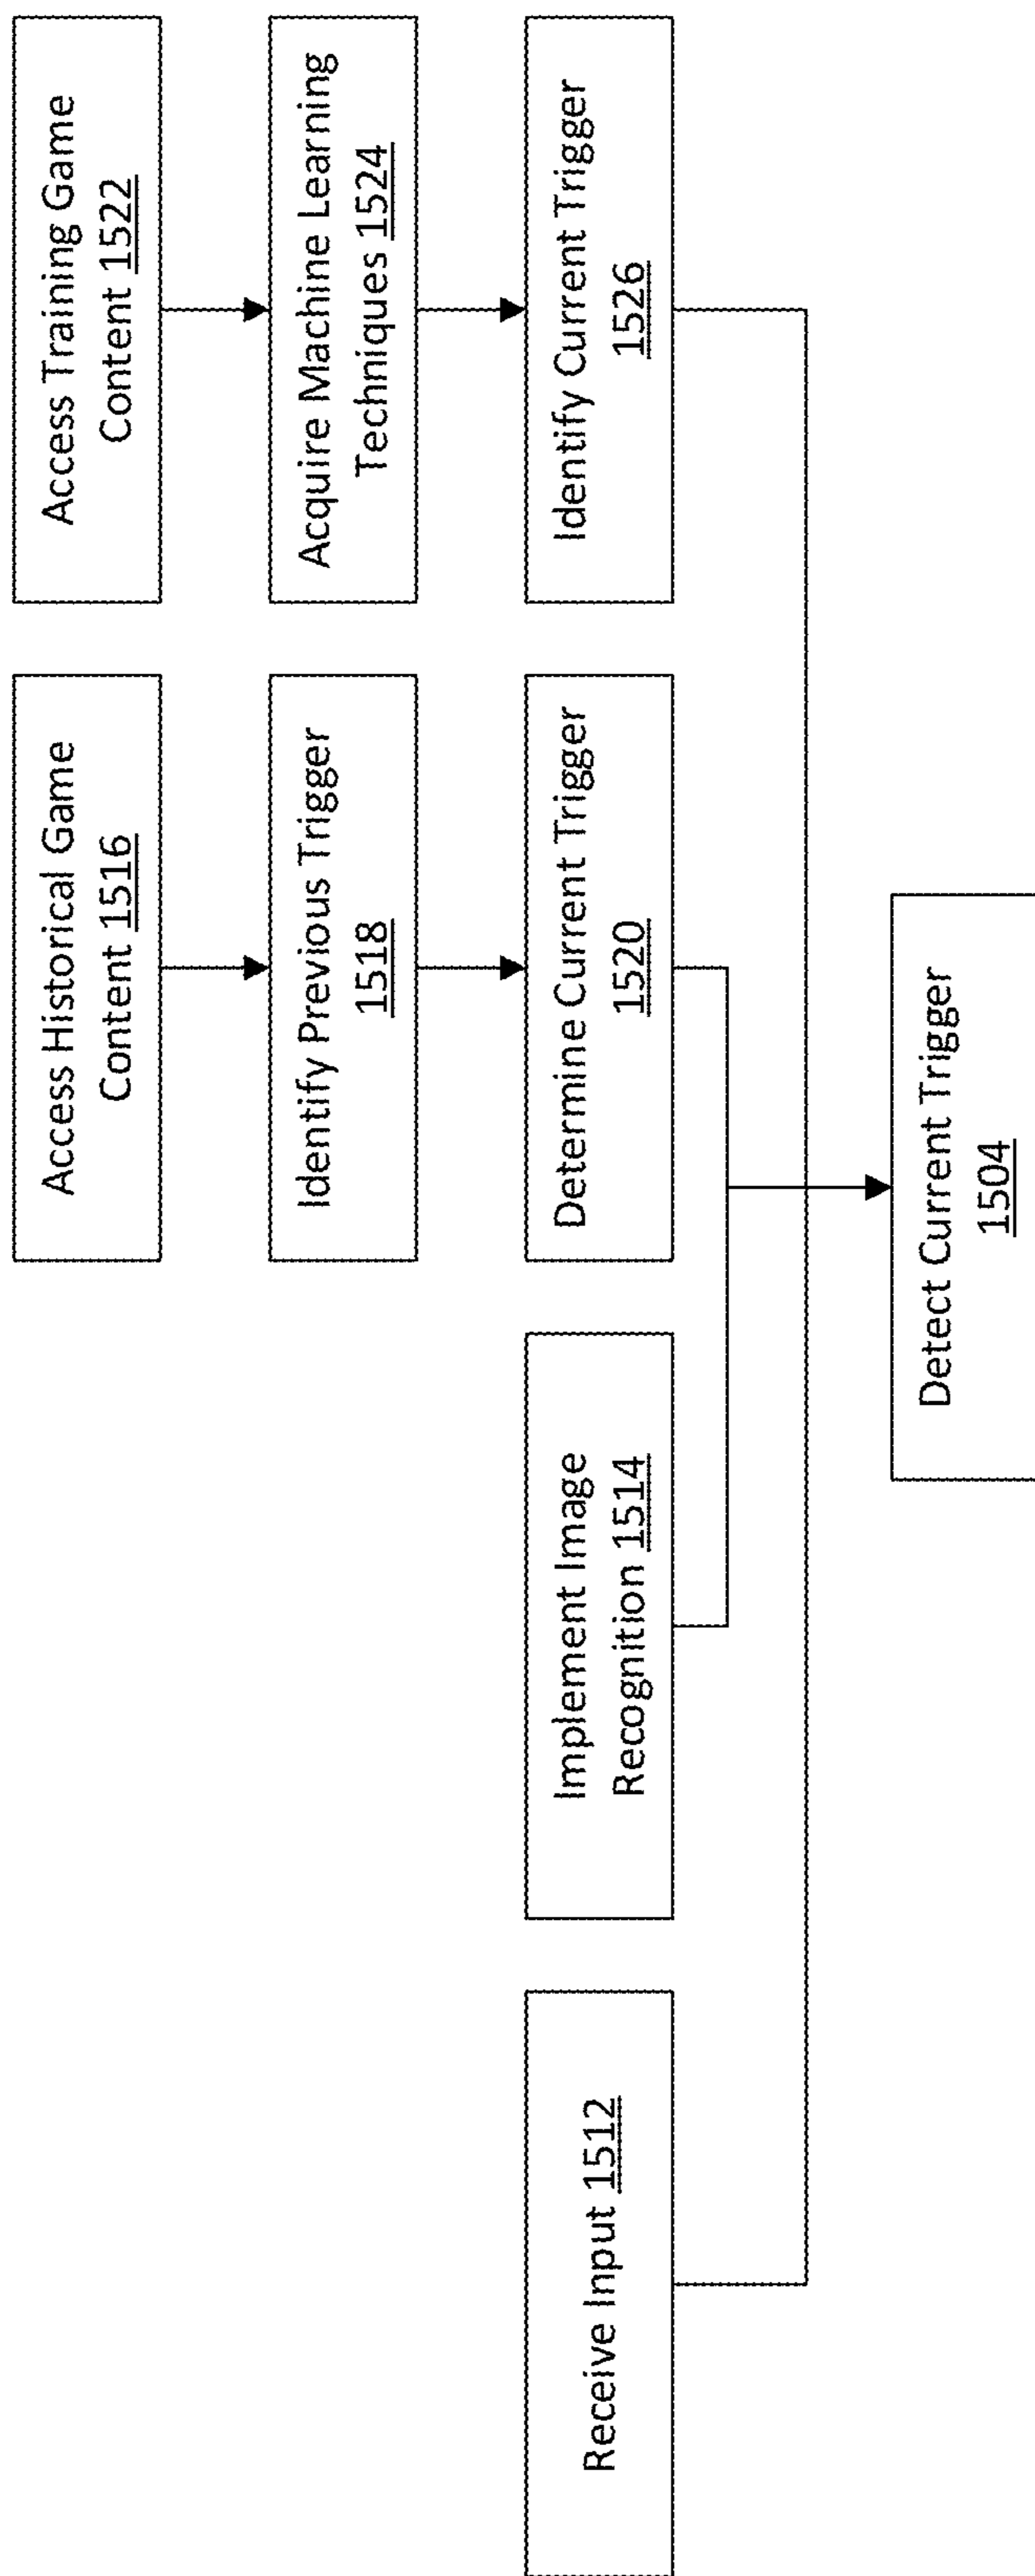 Access Historical Game
Content 1516
Access Training Game
Content 1522
Identify Previous Trigger
1518
Acquire Machine Learning
Techniques 1524
Receive Input 1512
Implement Image
Recognition 1514
Determine Current Trigger
1520
Identify Current Trigger
1526
Detect Current Trigger
1504